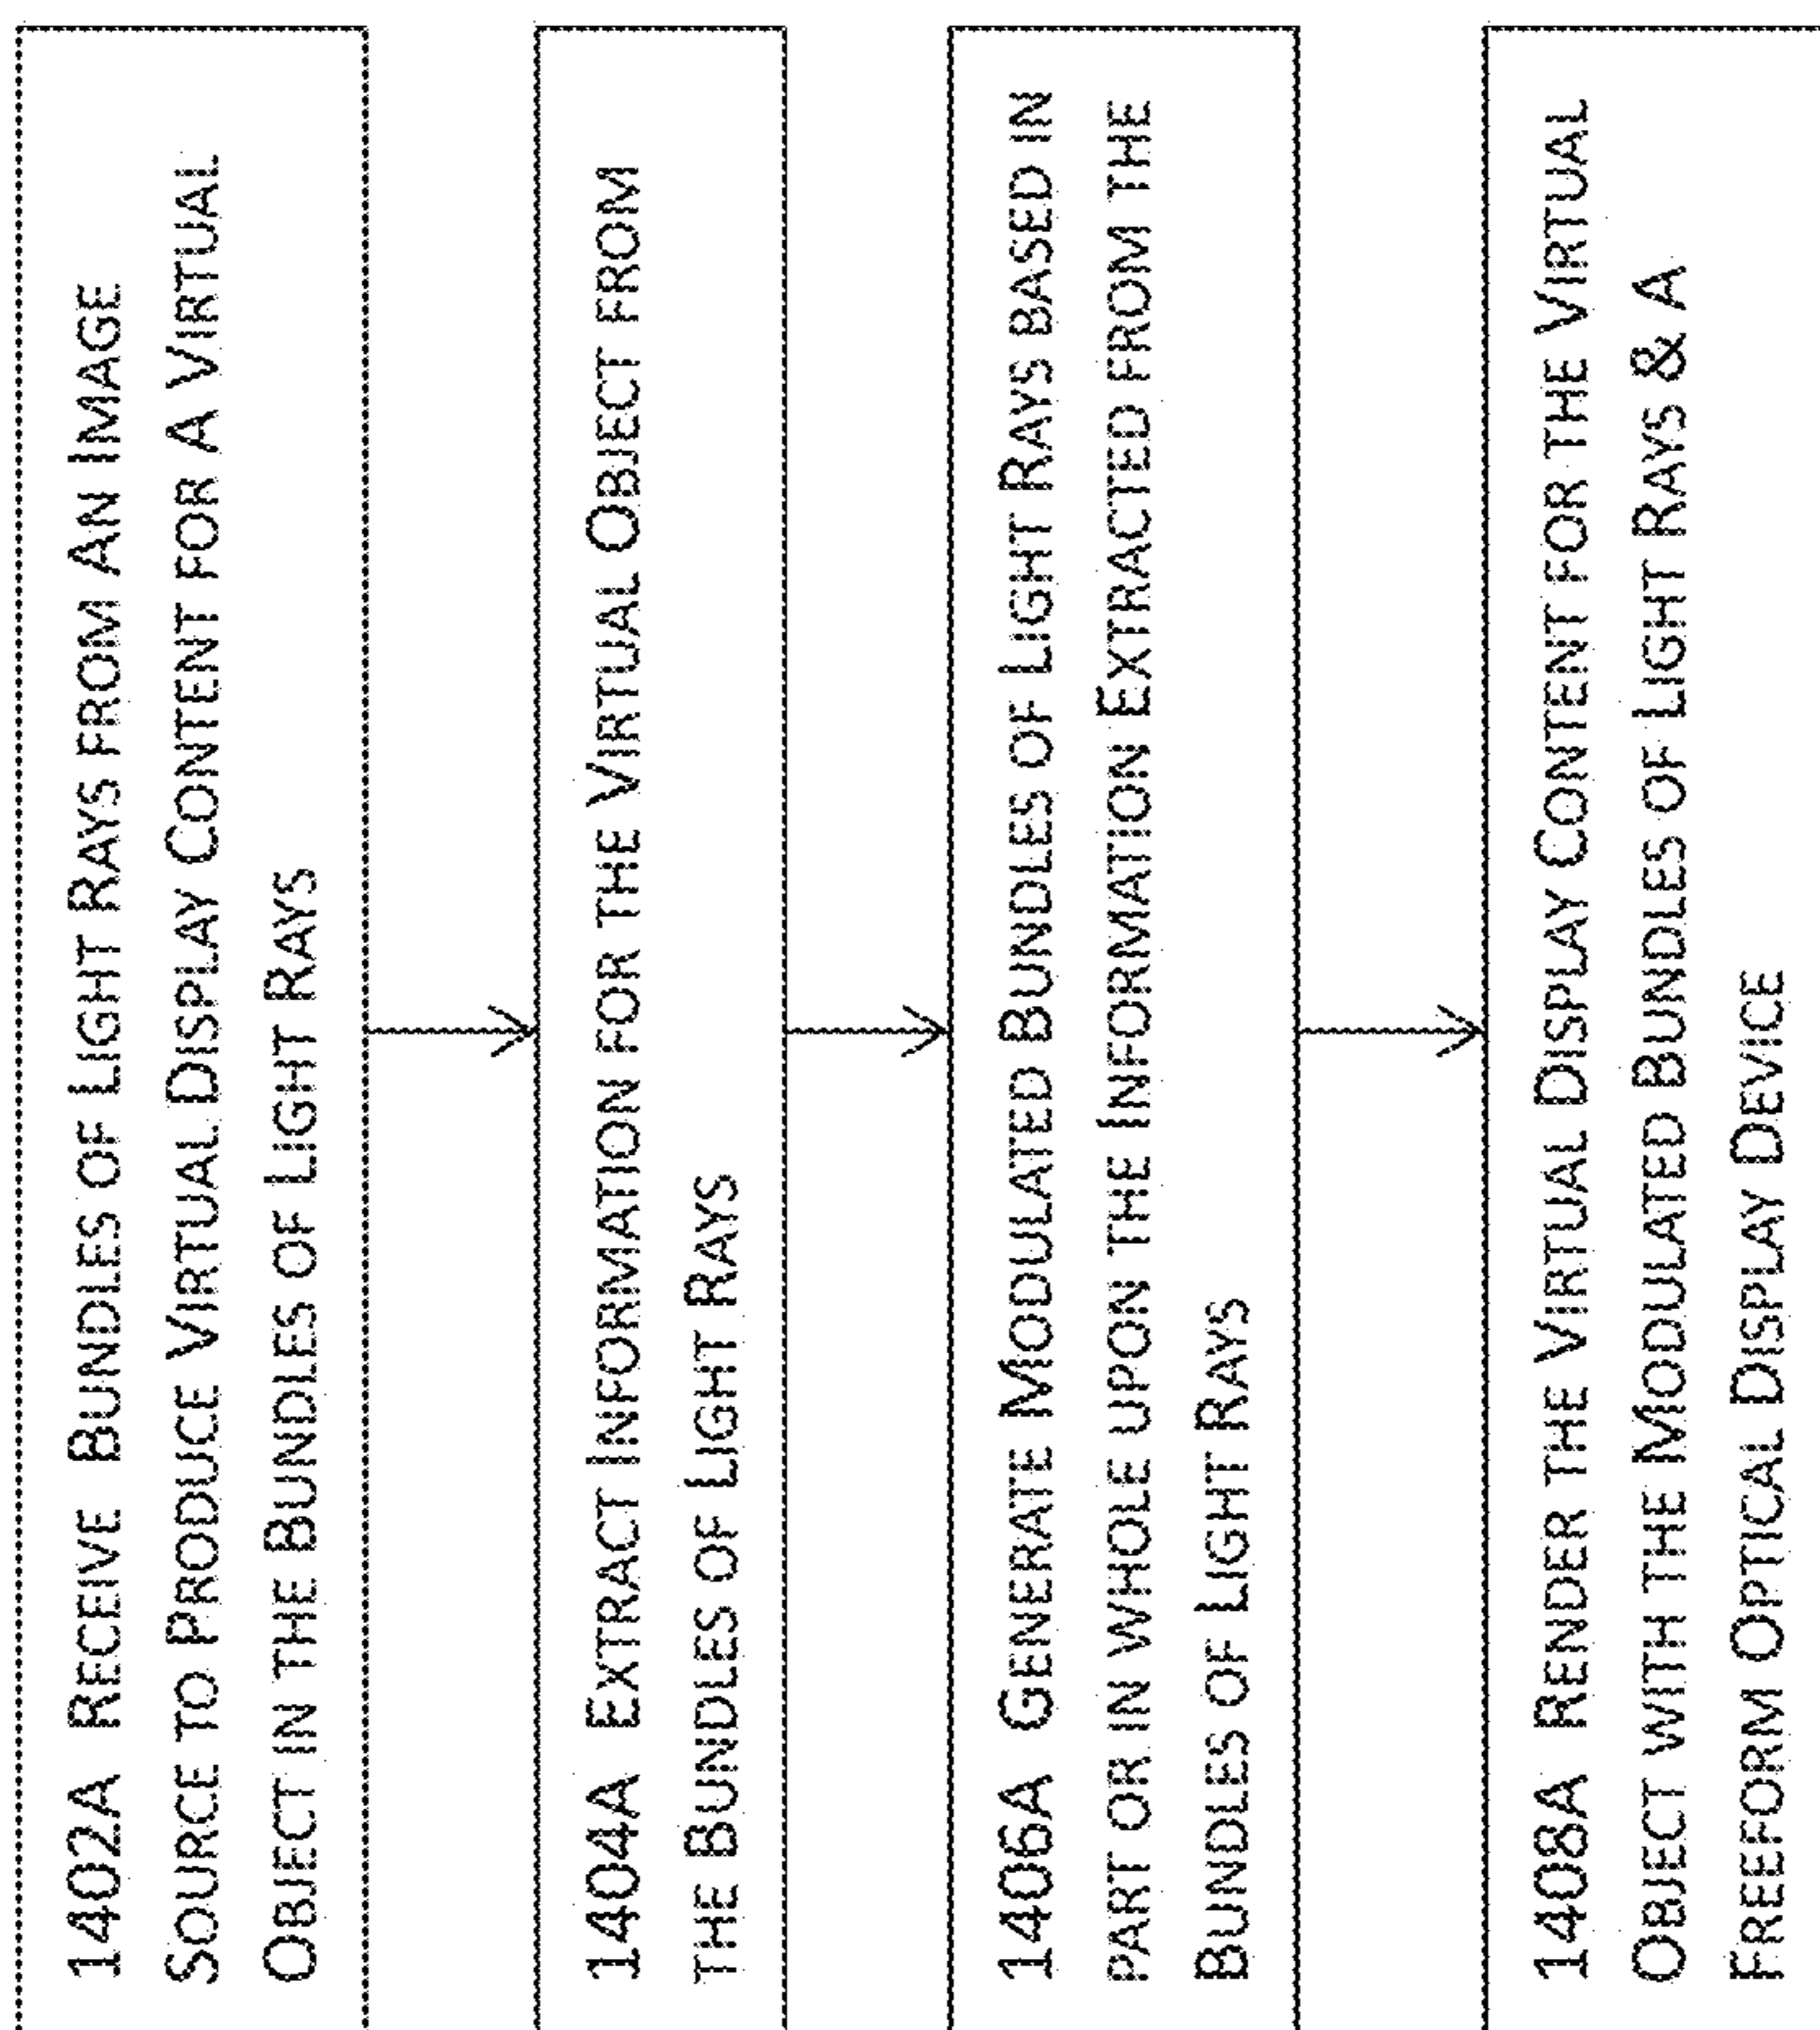 1402A Receive Bundles of Light Rays from An Image
Source to Produce Virtual Display Content for A Virtual
Object in the Bundles of Light Rays
1404A Extract Information for the Virtual Object from
the Bundles of Light Rays
1406A Generate Modulated Bundles of Light Rays based in
part or in whole upon the Information Extracted from the
Bundles of Light Rays
1408A Render the Virtual Display Content for the Virtual
Object with the Modulated Bundles of Light Rays & A
Freeform Optical Display Device